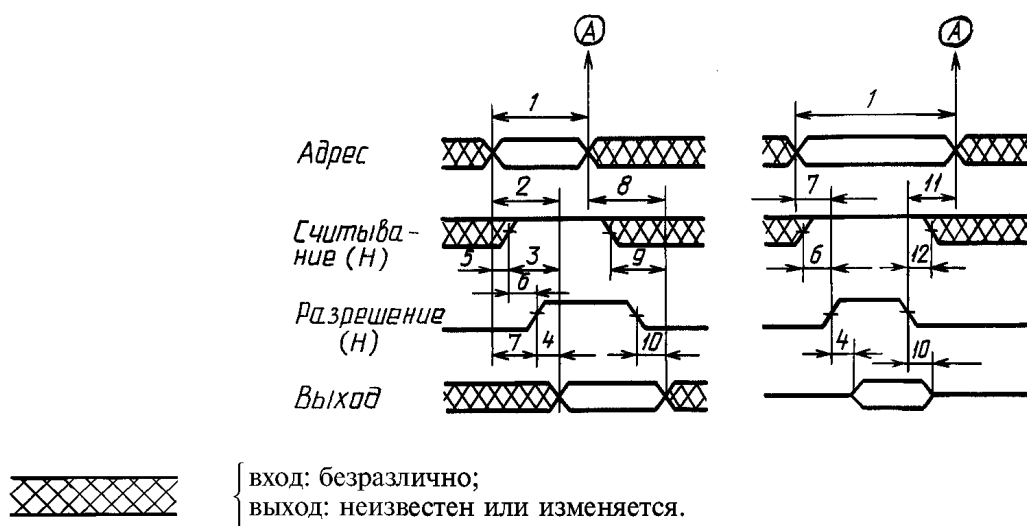 А А
1 1
Адрес
2 8 7 11
Считыва-
ние (Н)
5 3 9 6 12
6
Разрешение
(Н)
7 4 10 4 10
Выход
вход: безразлично;
выход: неизвестен или изменяется.